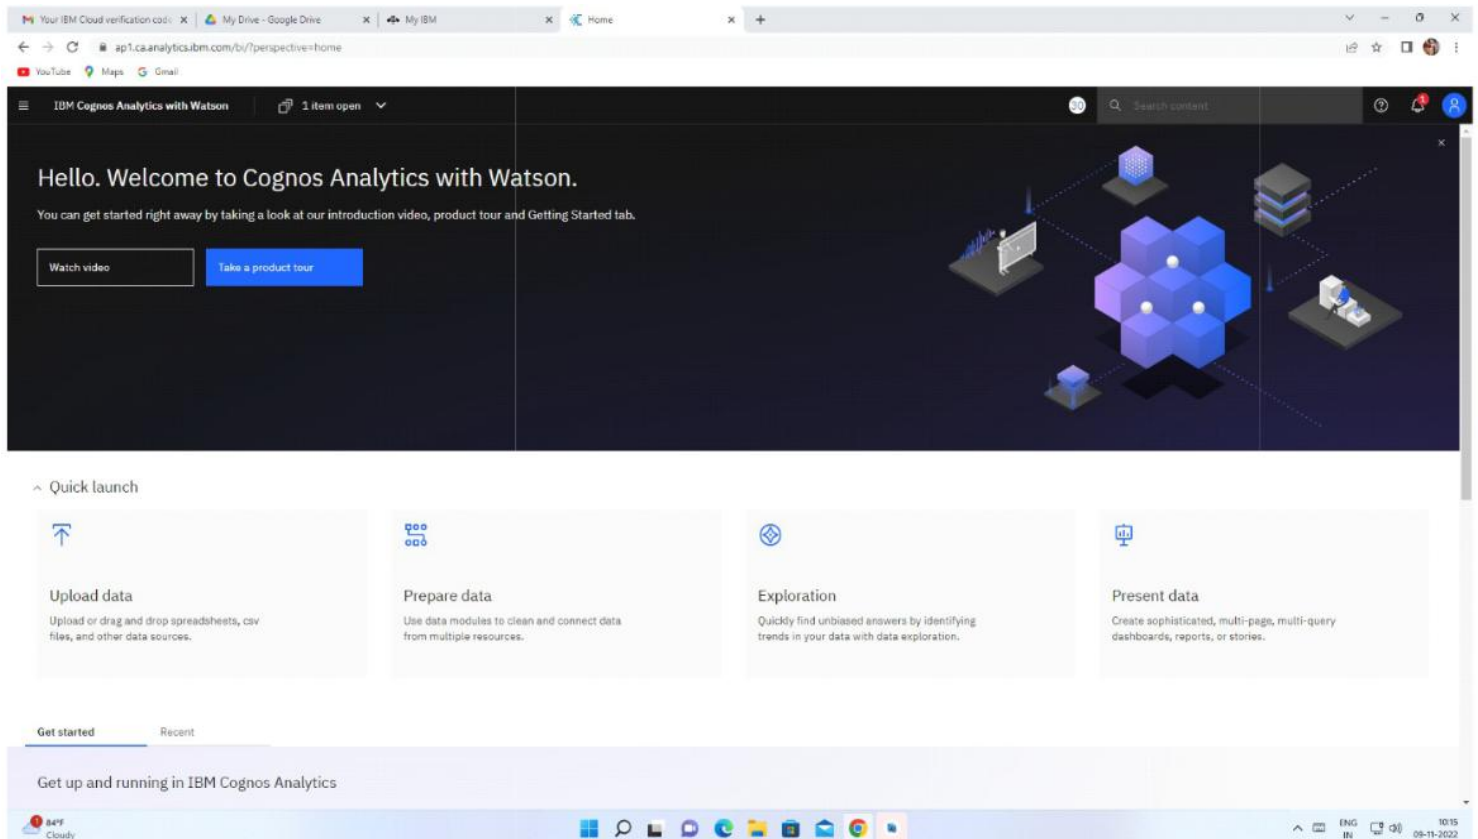 Your IBM Cloud verification code
My Drive - Google Drive
My IBM
Home
ap1.ca.analytics.ibm.com/bi/?perspective=home
YouTube
Maps
Gmail
IBM Cognos Analytics with Watson
1 item open
30
Search content
1
Hello. Welcome to Cognos Analytics with Watson.
You can get started right away by taking a look at our introduction video, product tour and Getting Started tab.
Watch video
Take a product tour
Quick launch
Upload data
Upload or drag and drop spreadsheets, csv
files, and other data sources.
Prepare data
Use data modules to clean and connect data
from multiple resources.
Exploration
Quickly find unbiased answers by identifying
trends in your data with data exploration.
Present data
Create sophisticated, multi-page, multi-query
dashboards, reports, or stories.
Get started
Recent
Get up and running in IBM Cognos Analytics
1
84°F
Cloudy
ENG
IN
10:15
09-11-2022